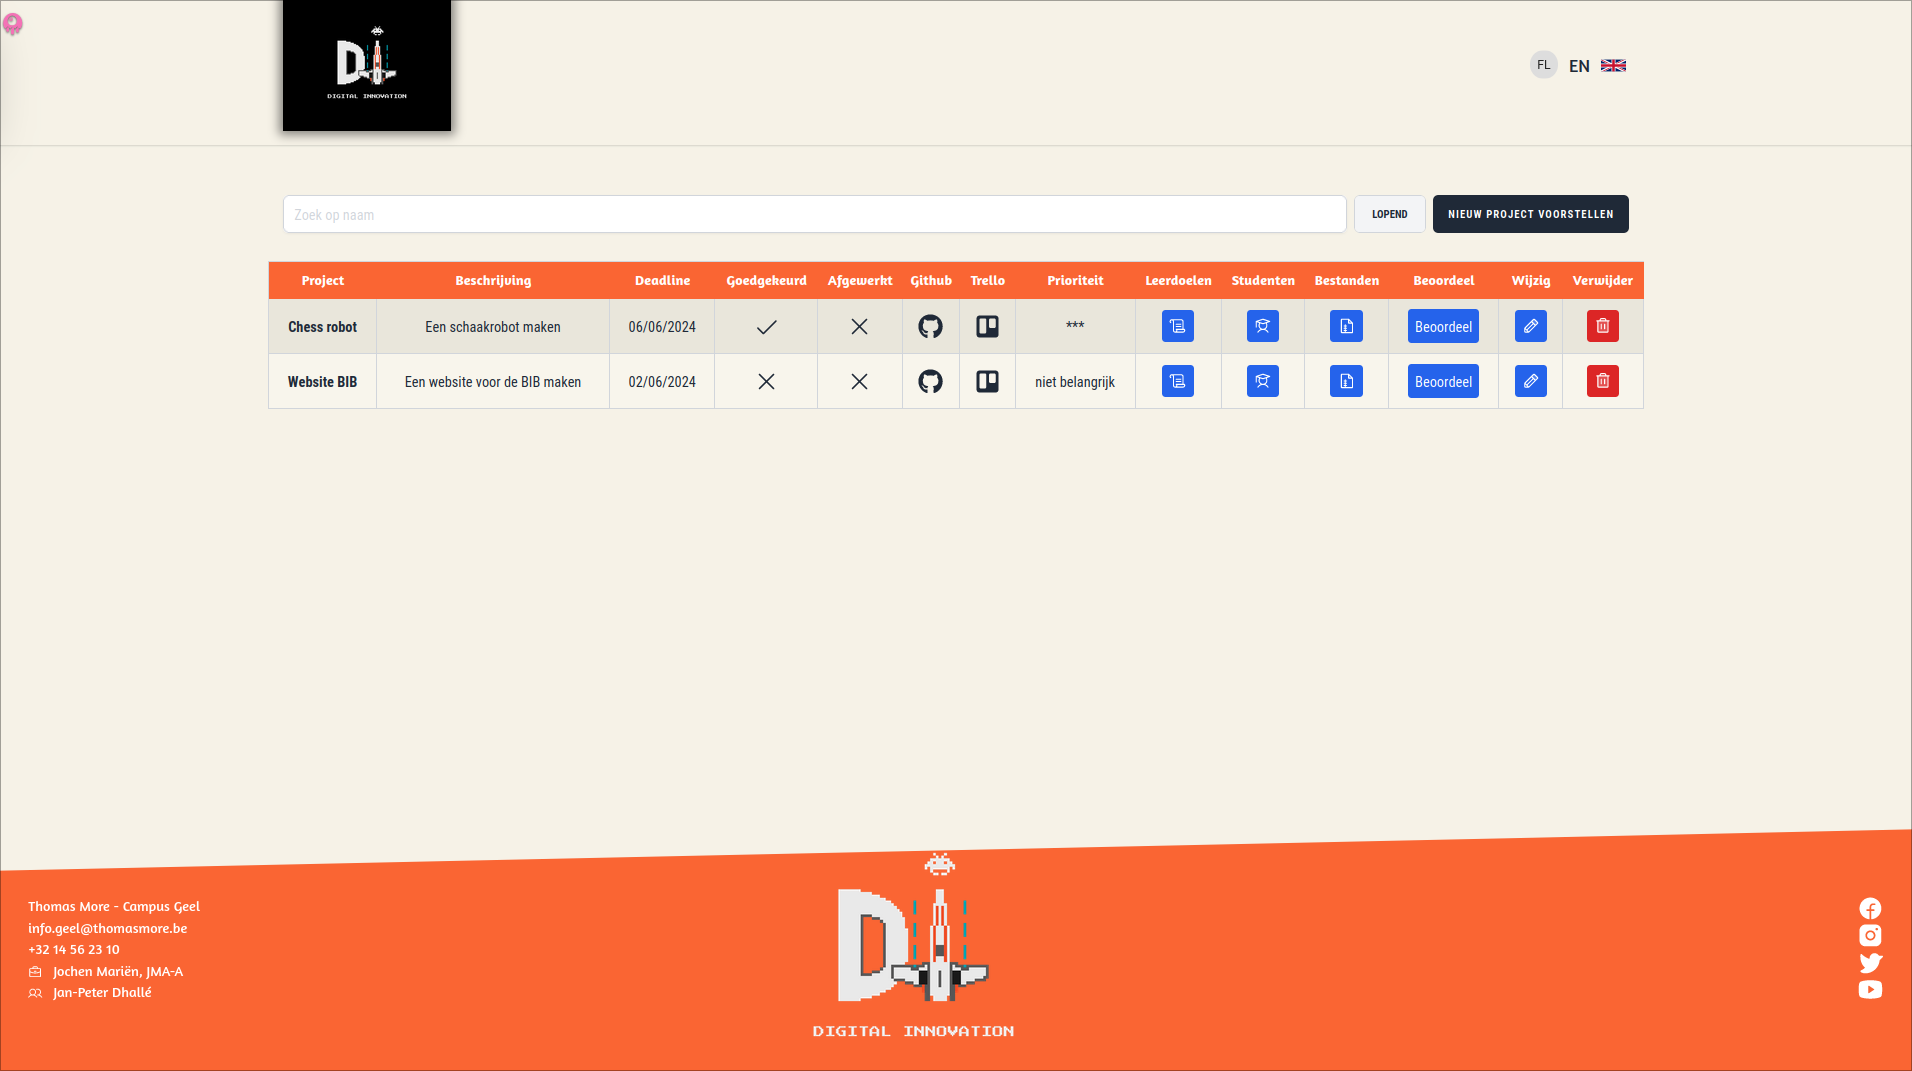 DIGITAL INNOVATION
FL EN
Zoek op naam LOPEND NIEUW PROJECT VOORSTELLEN
Project Beschrijving Deadline Goedgekeurd Afgewerkt Github Trello Prioriteit Leerdoelen Studenten Bestanden Beoordeel Wijzig Verwijder
Chess robot Een schaakrobot maken 06/06/2024 *** Beoordeel
Website BIB Een website voor de BIB maken 02/06/2024 niet belangrijk Beoordeel
Thomas More - Campus Geel
info.geel@thomasmore.be
+32 14 56 23 10
Jochen Mariën, JMA-A
Jan-Peter Dhallé
DIGITAL INNOVATION